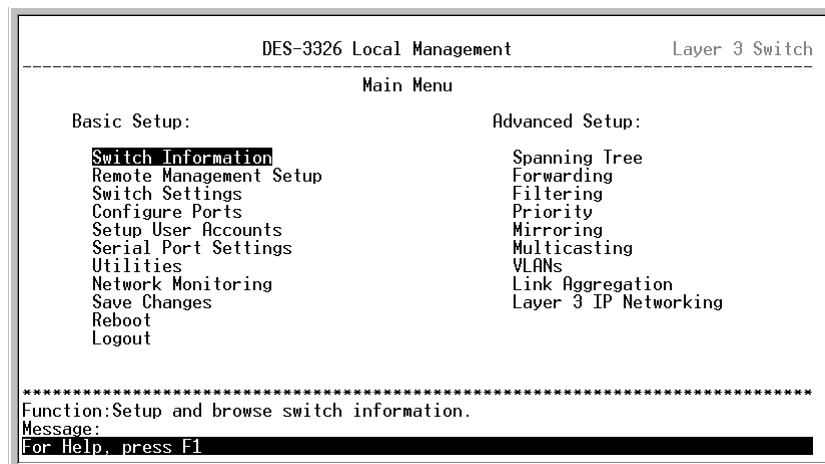 DES-3326 Local Management Layer 3 Switch
Main Menu
Basic Setup: Advanced Setup:
Switch Information Spanning Tree
Remote Management Setup Forwarding
Switch Settings Filtering
Configure Ports Priority
Setup User Accounts Mirroring
Serial Port Settings Multicasting
Utilities VLANs
Network Monitoring Link Aggregation
Save Changes Layer 3 IP Networking
Reboot
Logout
*******************************************************************************
Function:Setup and browse switch information.
Message:
For Help, press F1